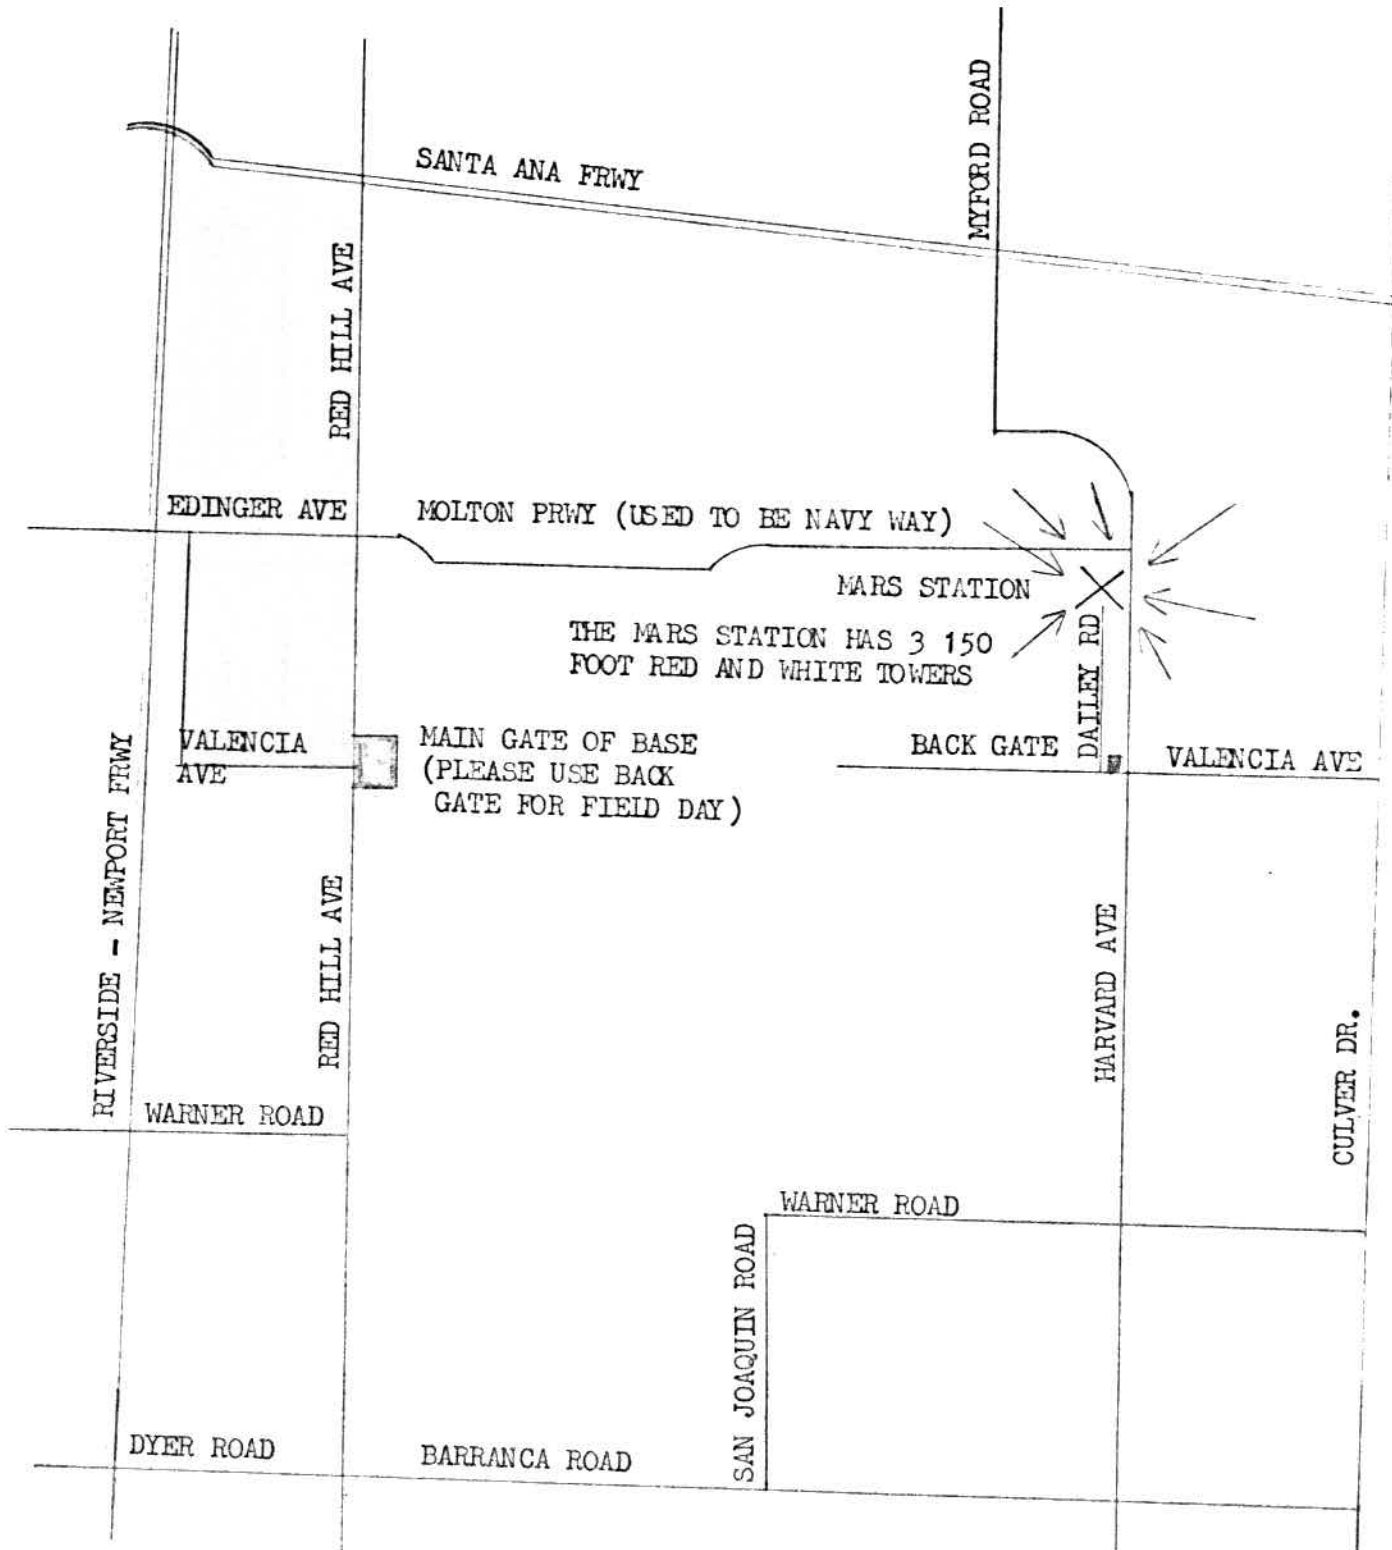 MYFORD ROAD
SANTA ANA FRWY
RED HILL AVE
EDINGER AVE
MOLTON PRWY (USED TO BE NAVY WAY)
MARS STATION
THE MARS STATION HAS 3 150
FOOT RED AND WHITE TOWERS
DAILEY RD
VALENCIA
AVE
MAIN GATE OF BASE
(PLEASE USE BACK
GATE FOR FIELD DAY)
BACK GATE
VALENCIA AVE
RIVERSIDE - NEWPORT FRWY
RED HILL AVE
HARVARD AVE
CULVER DR.
WARNER ROAD
WARNER ROAD
SAN JOAQUIN ROAD
DYER ROAD
BARRANCA ROAD